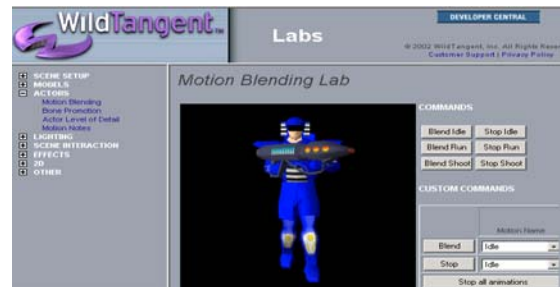 WildTangent
Labs
DEVELOPER CENTRAL
© 2002 WildTangent, Inc. All Rights Reser
Customer Support | Privacy Policy
SCENE SETUP
MODELS
ACTORS
Motion Blending
Bone Promotion
Actor Level of Detail
Motion Notes
LIGHTING
SCENE INTERACTION
EFFECTS
2D
OTHER
Motion Blending Lab
COMMANDS
Blend Idle Stop Idle
Blend Run Stop Run
Blend Shoot Stop Shoot
CUSTOM COMMANDS
Motion Name
Blend Idle
Stop Idle
Stop all animations